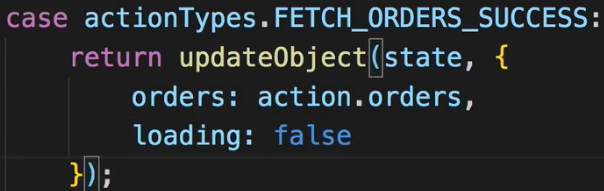 case actionTypes.FETCH_ORDERS_SUCCESS:
    return updateObject(state, {
        orders: action.orders,
        loading: false
    });